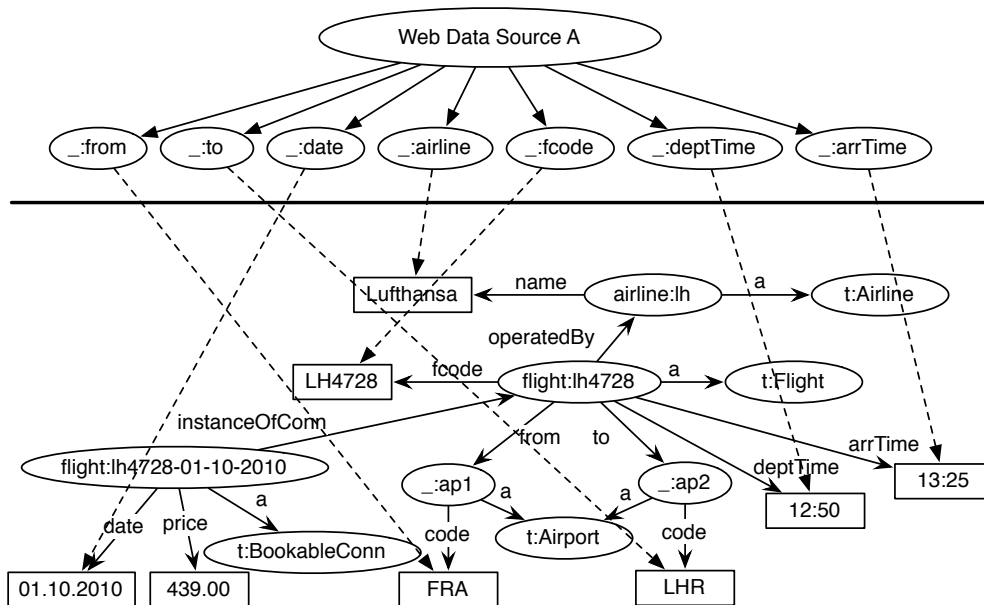 Web Data Source A
_:from
_:to
_:date
_:airline
_:fcode
_:deptTime
_:arrTime
Lufthansa
name
airline:lh
a
t:Airline
operatedBy
LH4728
fcode
flight:lh4728
a
t:Flight
instanceOfConn
from
to
arrTime
flight:lh4728-01-10-2010
deptTime
13:25
_:ap1
a
a
_:ap2
12:50
date
price
a
code
t:Airport
code
t:BookableConn
01.10.2010
439.00
FRA
LHR